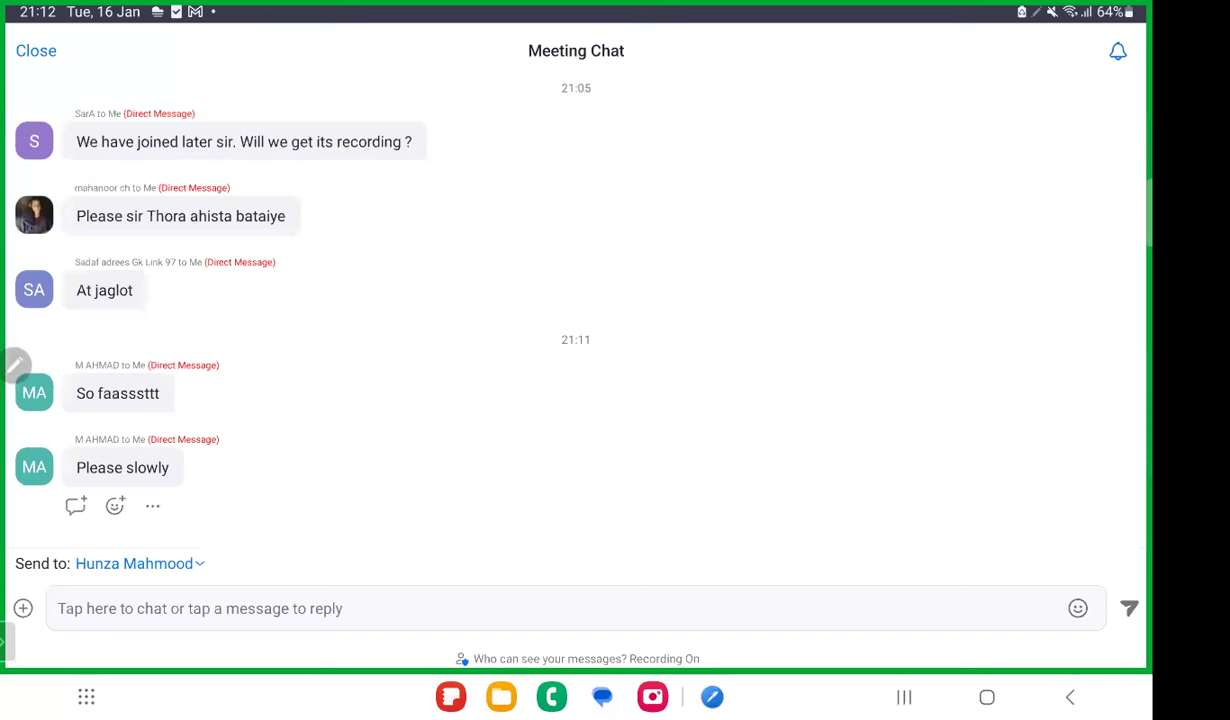 21:12 Tue, 16 Jan 64%
Close
Meeting Chat
21:05
SarA to Me (Direct Message)
S
We have joined later sir. Will we get its recording ?
mahanoor ch to Me (Direct Message)
Please sir Thora ahista bataiye
Sadaf adrees Gk Link 97 to Me (Direct Message)
SA
At jaglot
21:11
M AHMAD to Me (Direct Message)
MA
So faasssttt
M AHMAD to Me (Direct Message)
MA
Please slowly
Send to: Hunza Mahmood
Tap here to chat or tap a message to reply
Who can see your messages? Recording On